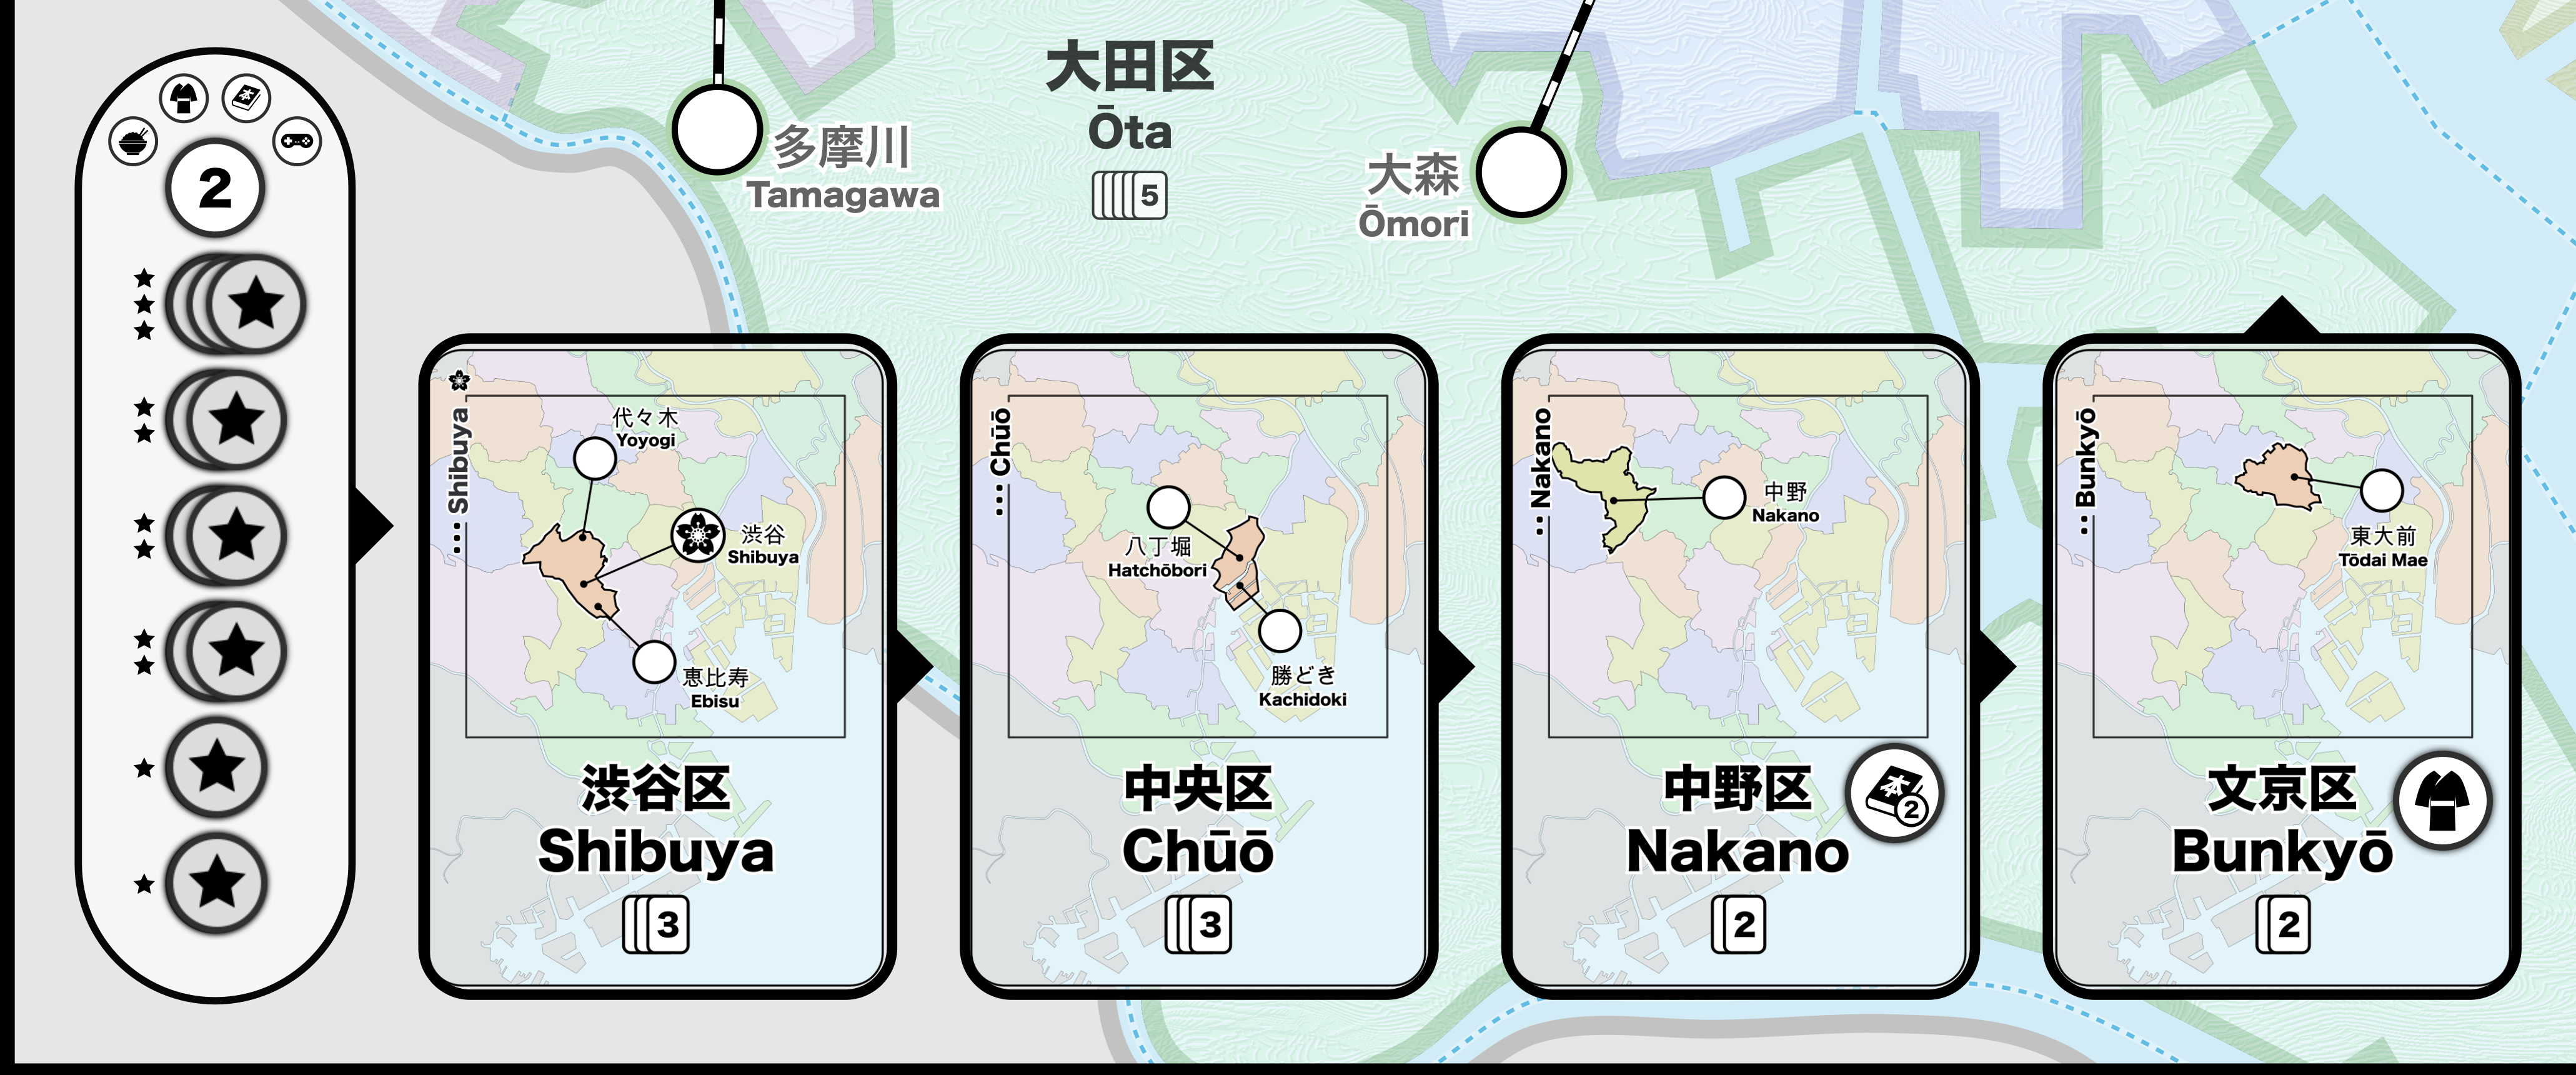 大田区
Ōta
5
多摩川
Tamagawa
大森
Ōmori
本
2
Shibuya
代々木
Yoyogi
渋谷
Shibuya
恵比寿
Ebisu
渋谷区
Shibuya
3
Chūō
八丁堀
Hatchōbori
勝どき
Kachidoki
中央区
Chūō
3
Nakano
中野
Nakano
中野区
Nakano
本
2
2
Bunkyō
東大前
Tōdai Mae
文京区
Bunkyō
2